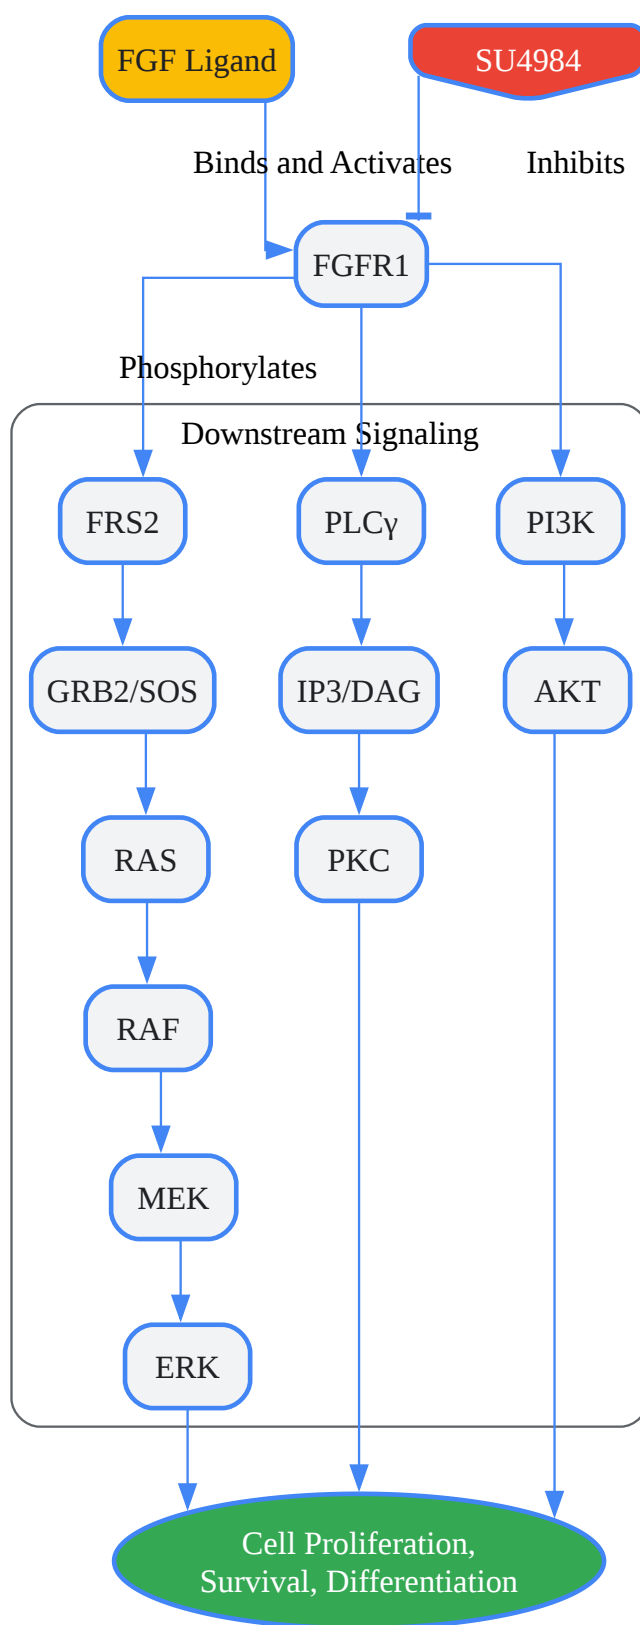 FGF Ligand
SU4984
Binds and Activates
Inhibits
FGFR1
Phosphorylates
Downstream Signaling
FRS2
PLCγ
PI3K
GRB2/SOS
IP3/DAG
AKT
RAS
PKC
RAF
MEK
ERK
Cell Proliferation,
Survival, Differentiation